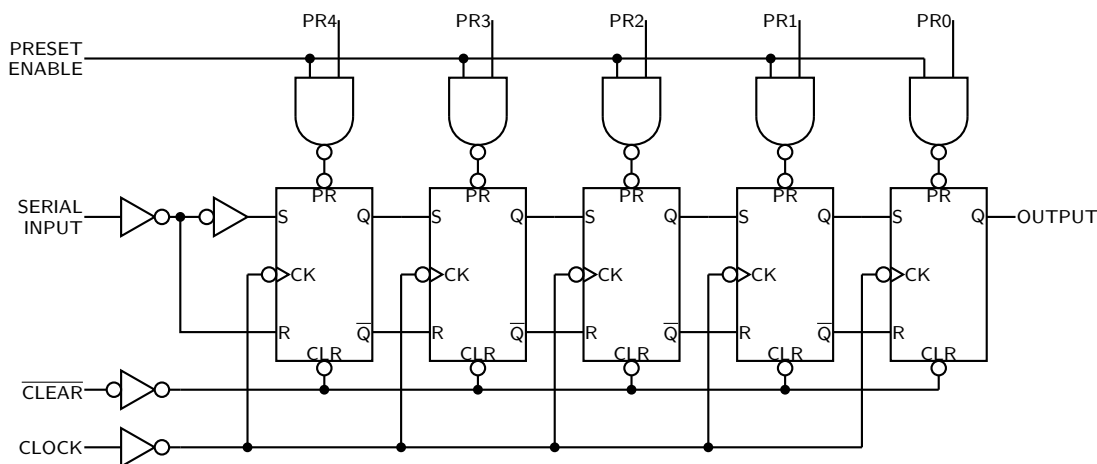 PR4 PR3 PR2 PR1 PR0
PRESET
ENABLE
PR PR PR PR PR
SERIAL
INPUT
S Q S Q S Q S Q S Q OUTPUT
CK CK CK CK CK
R Q̅ R Q̅ R Q̅ R Q̅ R
CLR CLR CLR CLR CLR
C̅L̅E̅A̅R̅
CLOCK